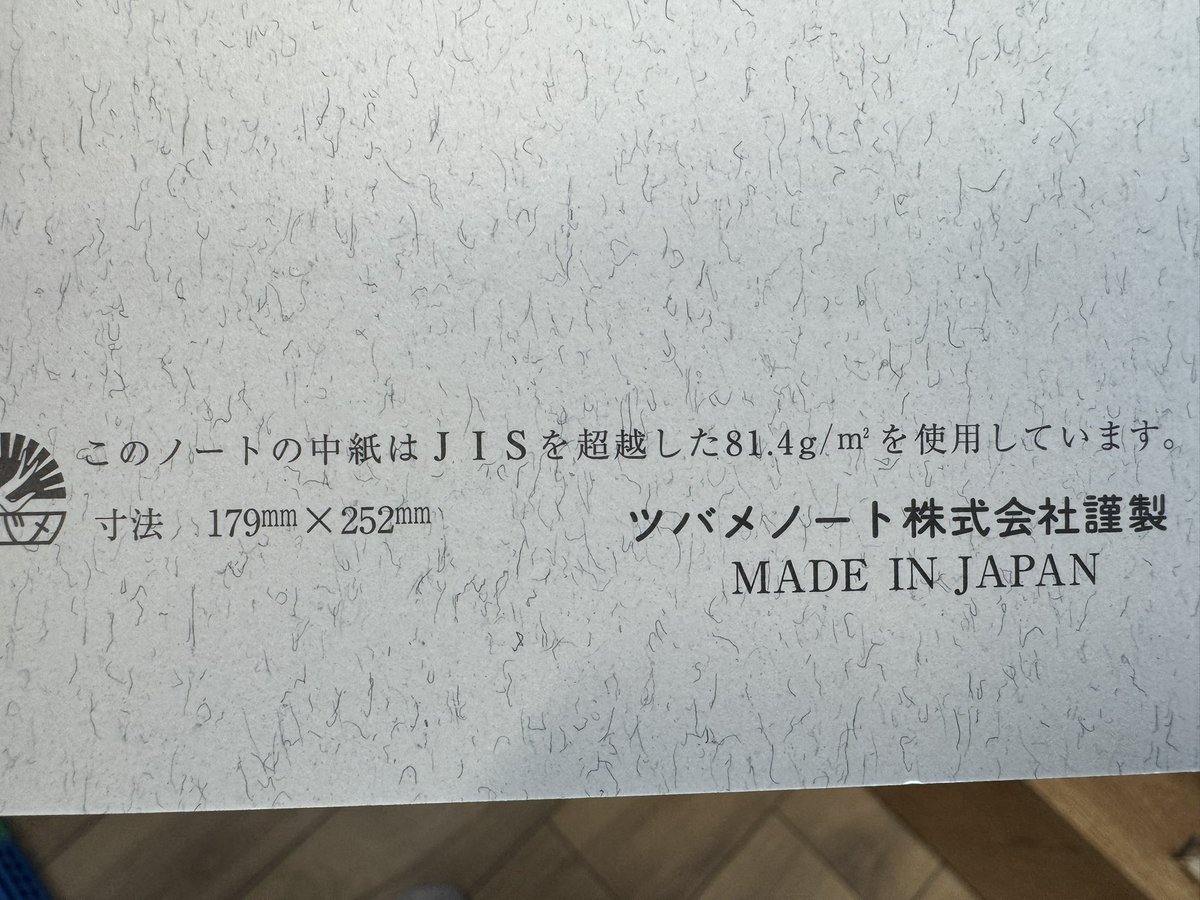 このノートの中紙はＪＩＳを超越した81.4g/㎡を使用しています。
寸法　179㎜×252㎜
ツバメノート株式会社謹製
MADE IN JAPAN
バメ